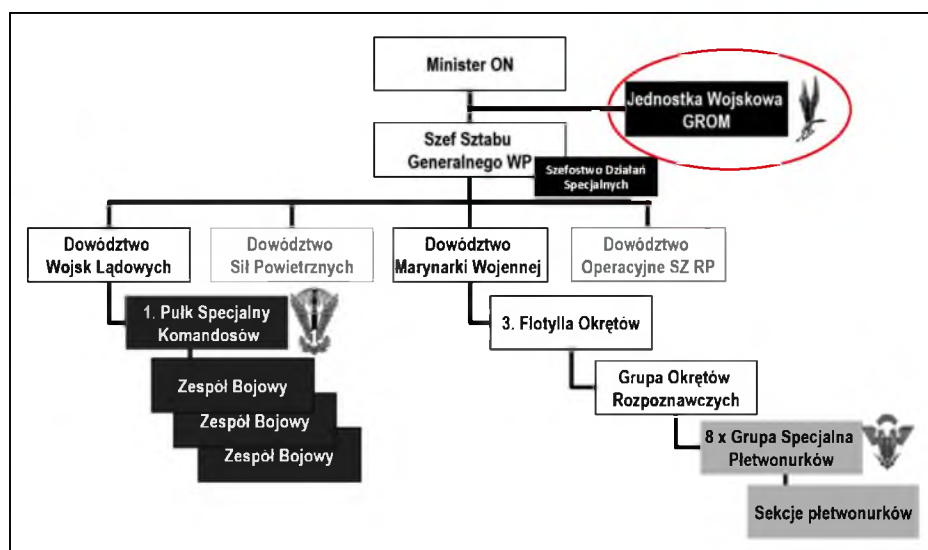 Minister ON
Jednostka Wojskowa
GROM
Szef Sztabu
Generalnego WP
Szefostwo Działań
Specjalnych
Dowództwo
Wojsk Lądowych
Dowództwo
Sił Powietrznych
Dowództwo
Marynarki Wojennej
Dowództwo
Operacyjne SZ RP
1. Pułk Specjalny
Komandosów
1
3. Flotylla Okrętów
Zespół Bojowy
Zespół Bojowy
Zespół Bojowy
Grupa Okrętów
Rozpoznawczych
8 x Grupa Specjalna
Płetwonurków
Sekcje płetwonurków